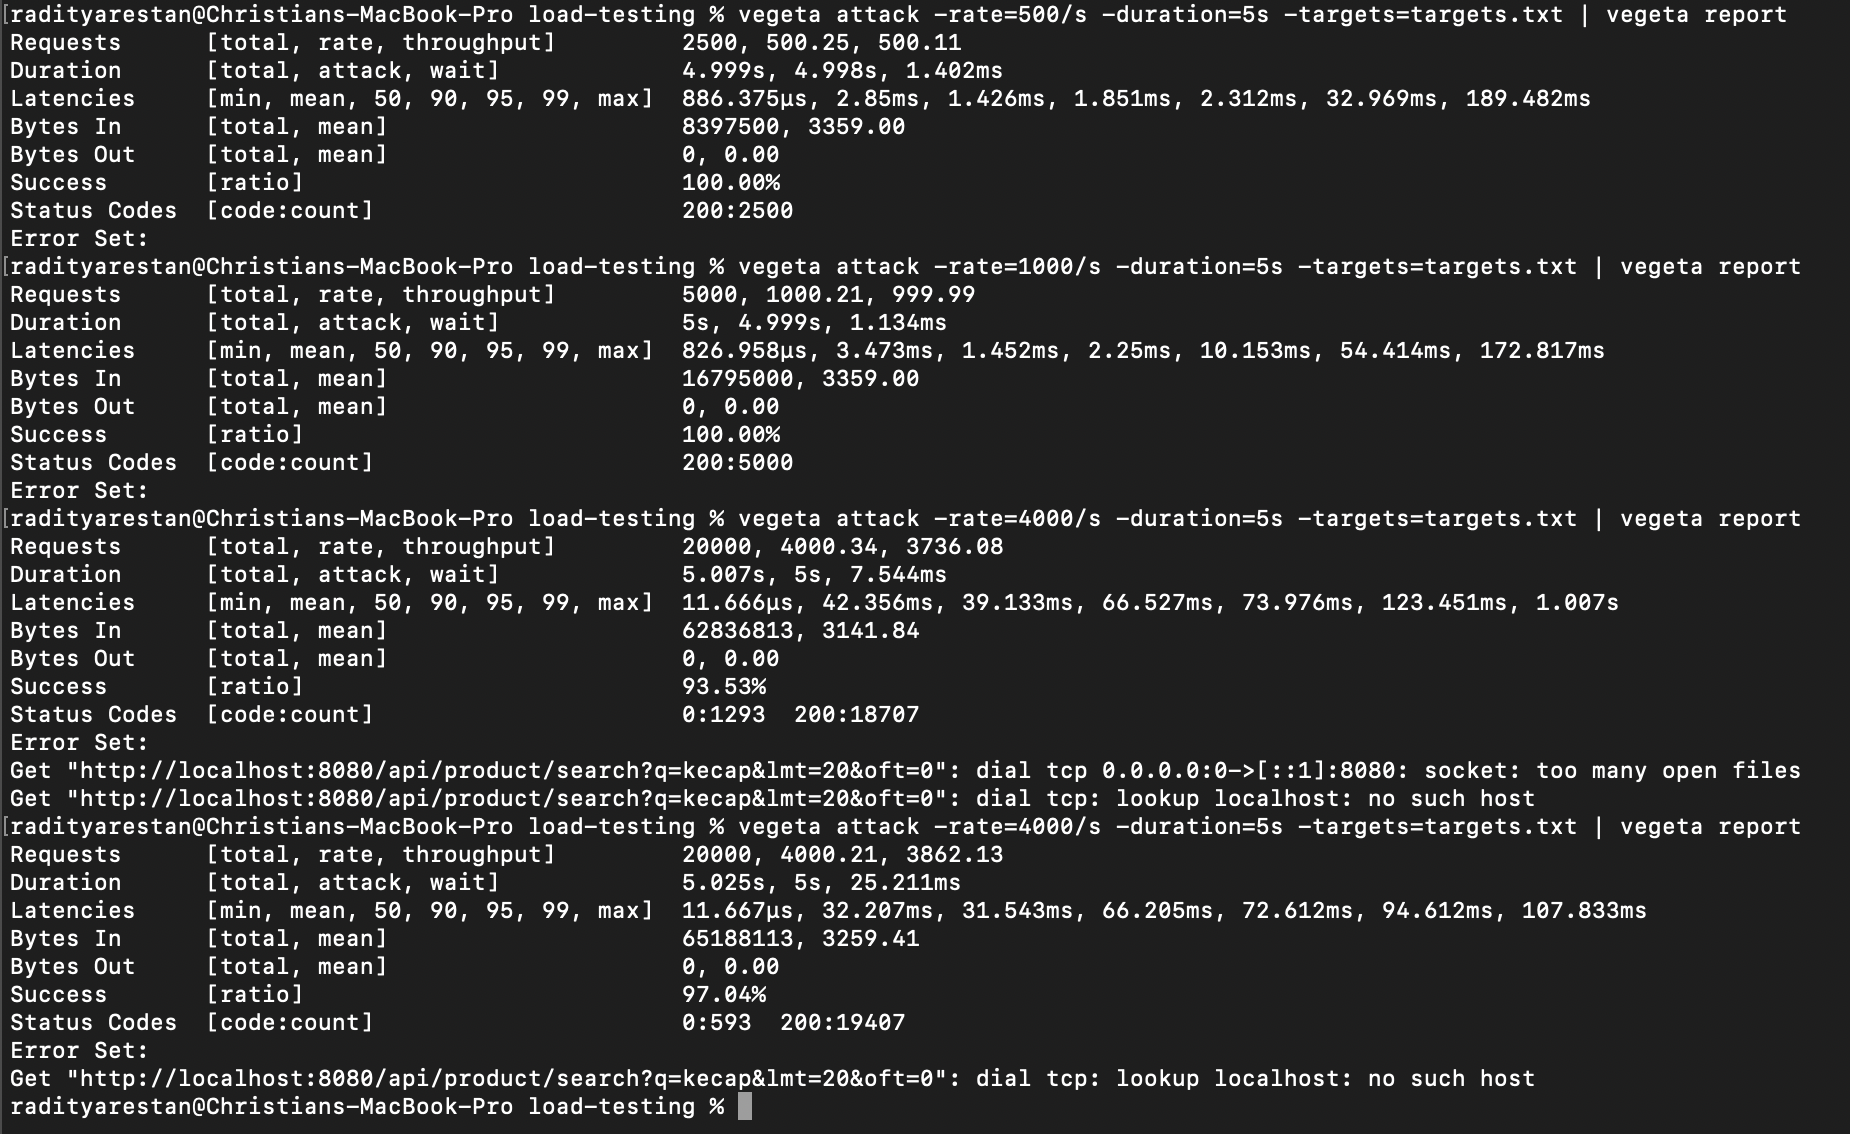 [radityarestan@Christians-MacBook-Pro load-testing % vegeta attack -rate=500/s -duration=5s -targets=targets.txt | vegeta report
Requests      [total, rate, throughput]         2500, 500.25, 500.11
Duration      [total, attack, wait]             4.999s, 4.998s, 1.402ms
Latencies     [min, mean, 50, 90, 95, 99, max]  886.375µs, 2.85ms, 1.426ms, 1.851ms, 2.312ms, 32.969ms, 189.482ms
Bytes In      [total, mean]                     8397500, 3359.00
Bytes Out     [total, mean]                     0, 0.00
Success       [ratio]                           100.00%
Status Codes  [code:count]                      200:2500
Error Set:
[radityarestan@Christians-MacBook-Pro load-testing % vegeta attack -rate=1000/s -duration=5s -targets=targets.txt | vegeta report
Requests      [total, rate, throughput]         5000, 1000.21, 999.99
Duration      [total, attack, wait]             5s, 4.999s, 1.134ms
Latencies     [min, mean, 50, 90, 95, 99, max]  826.958µs, 3.473ms, 1.452ms, 2.25ms, 10.153ms, 54.414ms, 172.817ms
Bytes In      [total, mean]                     16795000, 3359.00
Bytes Out     [total, mean]                     0, 0.00
Success       [ratio]                           100.00%
Status Codes  [code:count]                      200:5000
Error Set:
[radityarestan@Christians-MacBook-Pro load-testing % vegeta attack -rate=4000/s -duration=5s -targets=targets.txt | vegeta report
Requests      [total, rate, throughput]         20000, 4000.34, 3736.08
Duration      [total, attack, wait]             5.007s, 5s, 7.544ms
Latencies     [min, mean, 50, 90, 95, 99, max]  11.666µs, 42.356ms, 39.133ms, 66.527ms, 73.976ms, 123.451ms, 1.007s
Bytes In      [total, mean]                     62836813, 3141.84
Bytes Out     [total, mean]                     0, 0.00
Success       [ratio]                           93.53%
Status Codes  [code:count]                      0:1293  200:18707
Error Set:
Get "http://localhost:8080/api/product/search?q=kecap&lmt=20&oft=0": dial tcp 0.0.0.0:0->[::1]:8080: socket: too many open files
Get "http://localhost:8080/api/product/search?q=kecap&lmt=20&oft=0": dial tcp: lookup localhost: no such host
[radityarestan@Christians-MacBook-Pro load-testing % vegeta attack -rate=4000/s -duration=5s -targets=targets.txt | vegeta report
Requests      [total, rate, throughput]         20000, 4000.21, 3862.13
Duration      [total, attack, wait]             5.025s, 5s, 25.211ms
Latencies     [min, mean, 50, 90, 95, 99, max]  11.667µs, 32.207ms, 31.543ms, 66.205ms, 72.612ms, 94.612ms, 107.833ms
Bytes In      [total, mean]                     65188113, 3259.41
Bytes Out     [total, mean]                     0, 0.00
Success       [ratio]                           97.04%
Status Codes  [code:count]                      0:593  200:19407
Error Set:
Get "http://localhost:8080/api/product/search?q=kecap&lmt=20&oft=0": dial tcp: lookup localhost: no such host
radityarestan@Christians-MacBook-Pro load-testing %